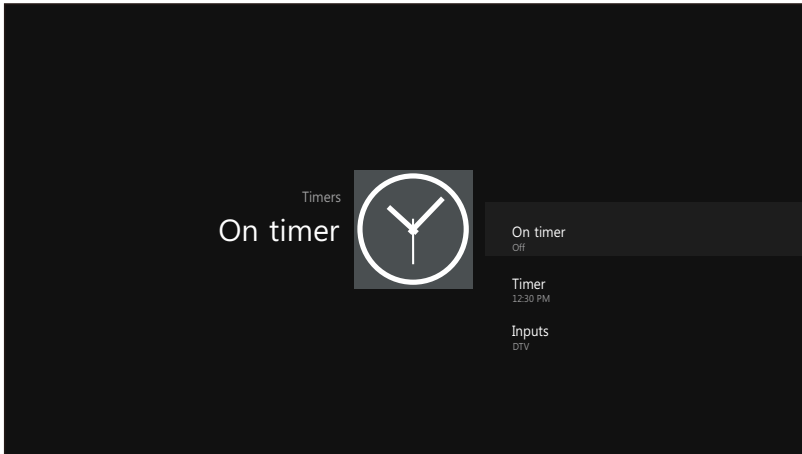 Timers
On timer
On timer
Off
Timer
12:30 PM
Inputs
DTV